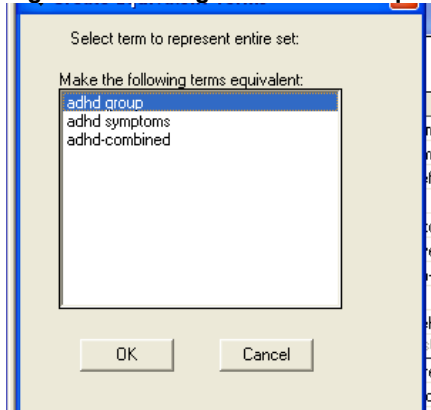 Select term to represent entire set:
Make the following terms equivalent:
adhd group
adhd symptoms
adhd-combined
OK
Cancel